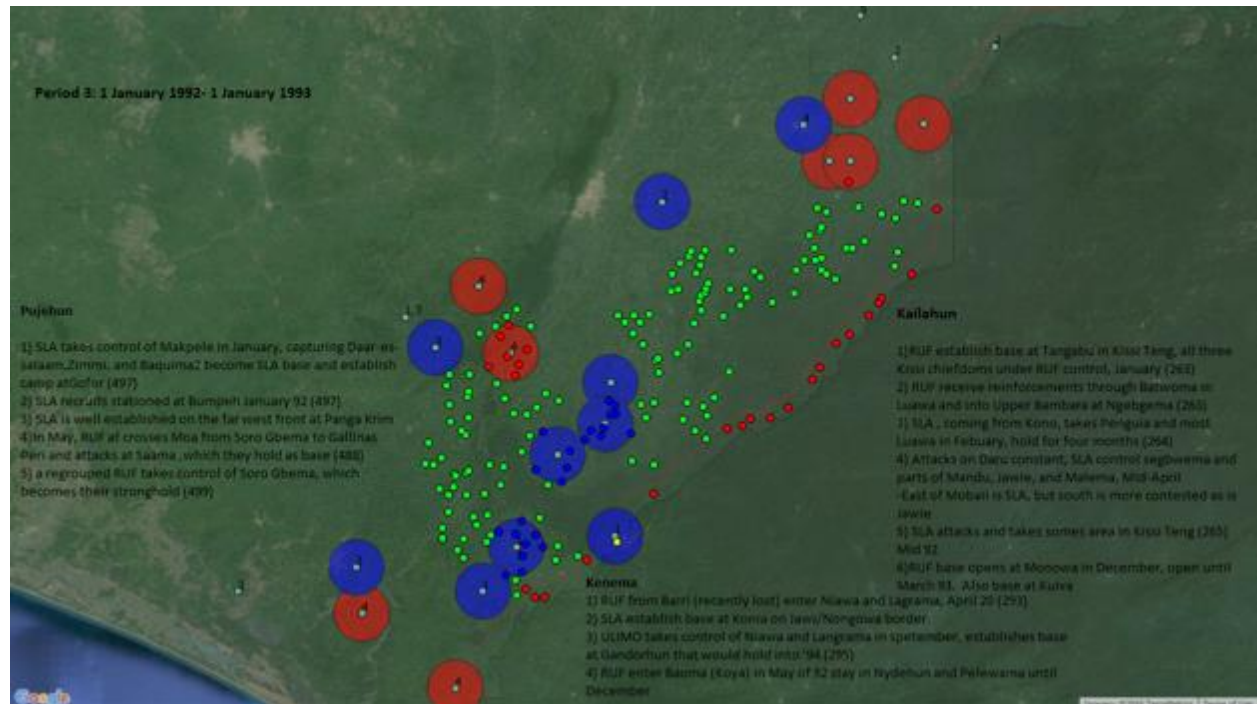 Period 3: 1 January 1992- 1 January 1993
Pujehun
1) SLA takes control of Makpele in January, capturing Daar-es-
salaam,Zimmi, and Baquima; become SLA base and establish
camp atGofor (497)
2) SLA recruits stationed at Bumpeh January 92 (497)
3) SLA is well established on the far west front at Panga Krim
4)In May, RUF at crosses Moa from Soro Gbema to Gallinas
Peri and attacks at Saama ,which they hold as base (488)
5) a regrouped RUF takes control of Soro Gbema, which
becomes their stronghold (499)
Kailahun
1)RUF establish base at Tangabu in Kissi Teng, all three
Kissi chiefdoms under RUF control, January (263)
2) RUF receive reinforcements through Batwoma in
Luawa and into Upper Bambara at Ngebgema (263)
3) SLA , coming from Kono, takes Penguia and most
Luawa in Febuary, hold for four months (264)
4) Attacks on Daru constant, SLA control segbwema and
parts of Mandu, Jawie, and Malema, Mid-April
-East of Mobai is SLA, but south is more contested as is
Jawie
5) SLA attacks and takes somes area in Kissi Teng (265)
Mid 92
6)RUF base opens at Monowa in December, open until
March 93. Also base at Kuiva
Kenema
1) RUF from Barri (recently lost) enter Niawa and Lagrama, April 20 (293)
2) SLA establish base at Konia on Jawi/Nongowa border
3) ULIMO takes control of Niawa and Langrama in spetember, establishes base
at Gandorhun that would hold into '94 (295)
4) RUF enter Baoma (Koya) in May of 92 stay in Nydehun and Pelewama until
December
Google